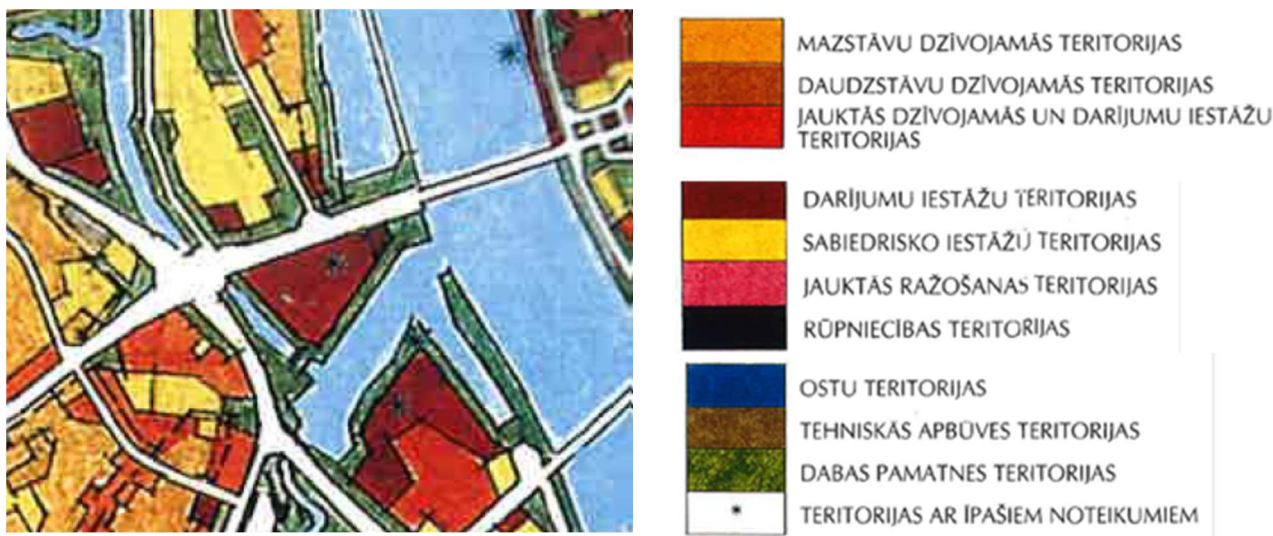 MAZSTĀVU DZĪVOJAMĀS TERITORIJAS
DAUDZSTĀVU DZĪVOJAMĀS TERITORIJAS
JAUKTĀS DZĪVOJAMĀS UN DARĪJUMU IESTĀŽU
TERITORIJAS
DARĪJUMU IESTĀŽU TERITORIJAS
SABIEDRISKO IESTĀŽU TERITORIJAS
JAUKTĀS RAŽOŠANAS TERITORIJAS
RŪPNIECĪBAS TERITORIJAS
OSTU TERITORIJAS
TEHNISKĀS APBŪVES TERITORIJAS
DABAS PAMATNES TERITORIJAS
* TERITORIJAS AR ĪPAŠIEM NOTEIKUMIEM